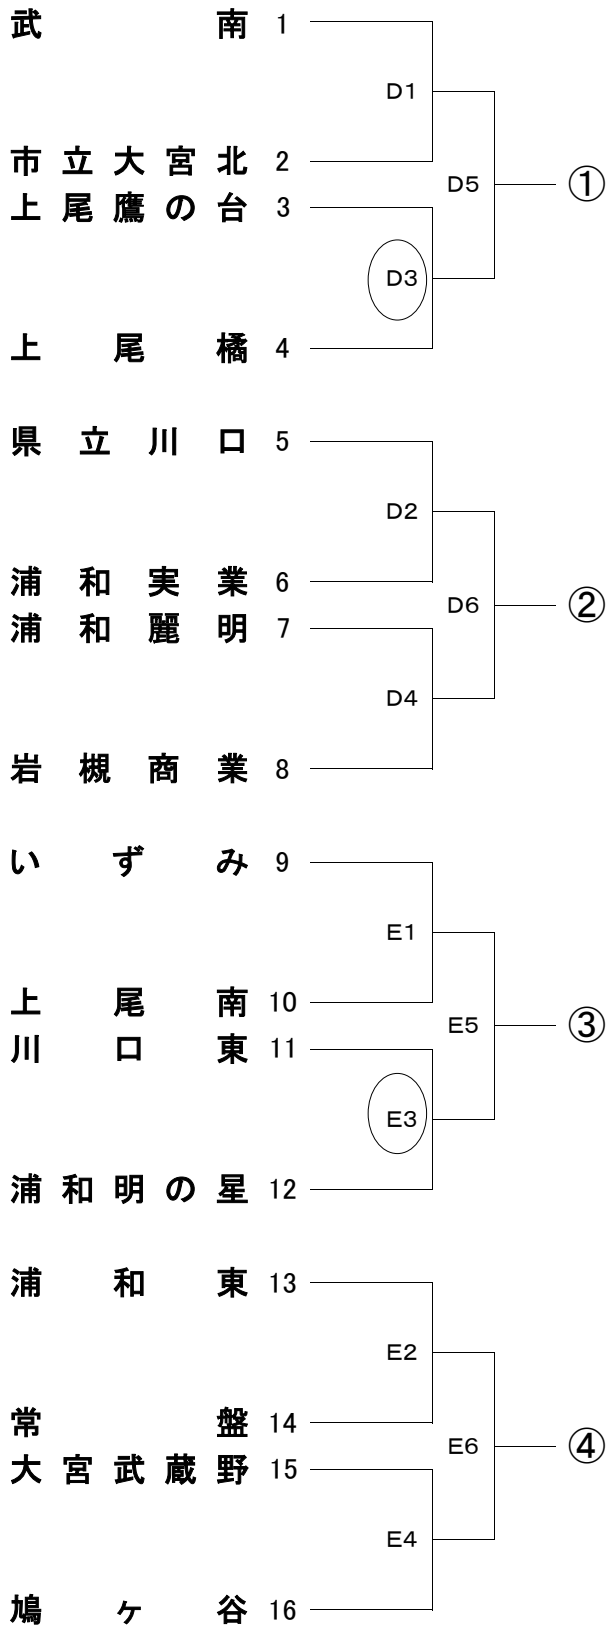 武南 1
D1
市立大宮北 2
D5 ①
上尾鷹の台 3
D3
上尾橘 4
県立川口 5
D2
浦和実業 6
D6 ②
浦和麗明 7
D4
岩槻商業 8
いずみ 9
E1
上尾南 10
E5 ③
川口東 11
E3
浦和明の星 12
浦和東 13
E2
常盤 14
E6 ④
大宮武蔵野 15
E4
鳩ヶ谷 16